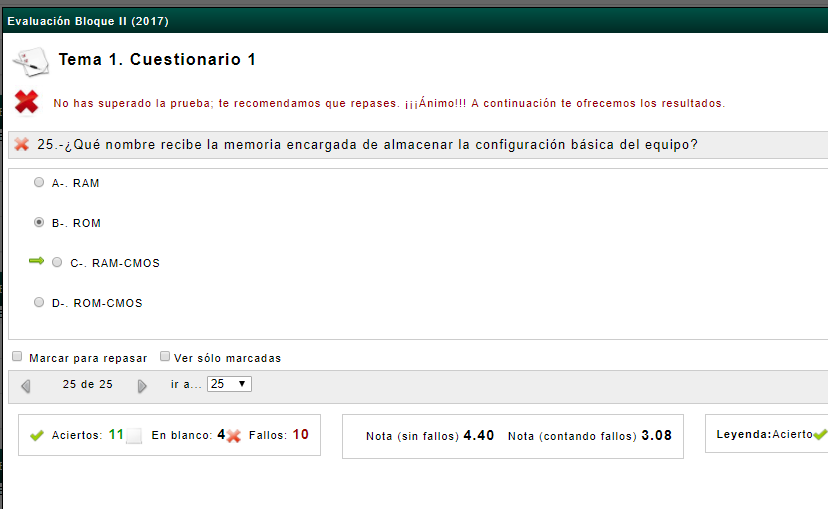 Evaluación Bloque II (2017)
Tema 1. Cuestionario 1
No has superado la prueba; te recomendamos que repases. ¡¡¡Ánimo!!! A continuación te ofrecemos los resultados.
25.-¿Qué nombre recibe la memoria encargada de almacenar la configuración básica del equipo?
A-. RAM
B-. ROM
C-. RAM-CMOS
D-. ROM-CMOS
Marcar para repasar Ver sólo marcadas
25 de 25 ir a... 25
Aciertos: 11 En blanco: 4 Fallos: 10 Nota (sin fallos) 4.40 Nota (contando fallos) 3.08 Leyenda:Acierto